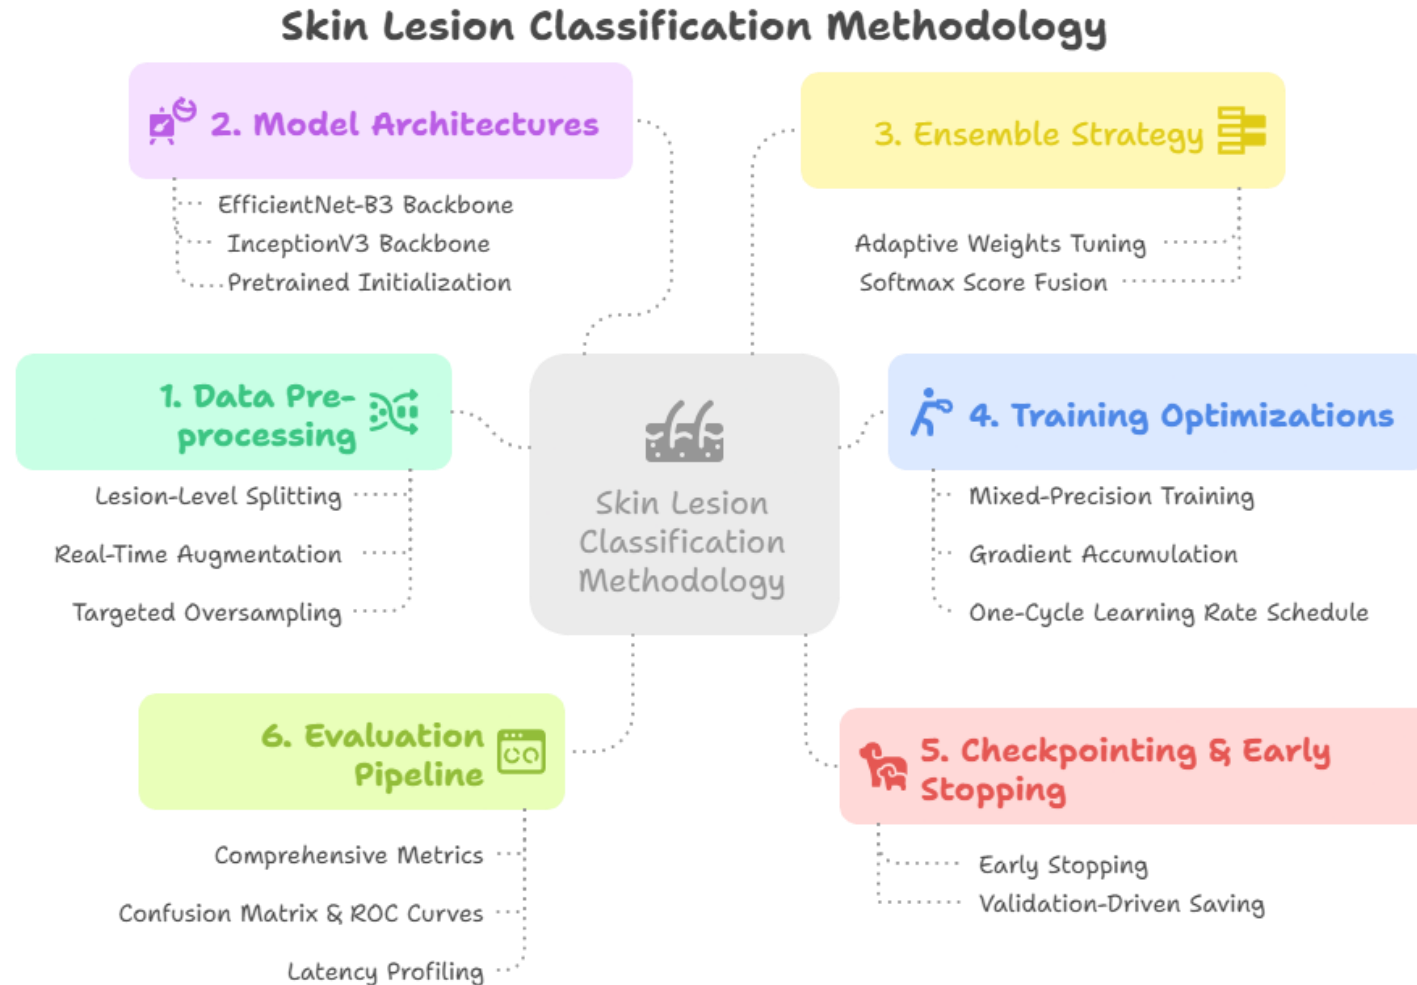 Skin Lesion Classification Methodology
2. Model Architectures
EfficientNet-B3 Backbone
InceptionV3 Backbone
Pretrained Initialization
3. Ensemble Strategy
Adaptive Weights Tuning
Softmax Score Fusion
1. Data Pre-
processing
Lesion-Level Splitting
Real-Time Augmentation
Targeted Oversampling
Skin Lesion
Classification
Methodology
4. Training Optimizations
Mixed-Precision Training
Gradient Accumulation
One-Cycle Learning Rate Schedule
6. Evaluation
Pipeline
Comprehensive Metrics
Confusion Matrix & ROC Curves
Latency Profiling
5. Checkpointing & Early
Stopping
Early Stopping
Validation-Driven Saving